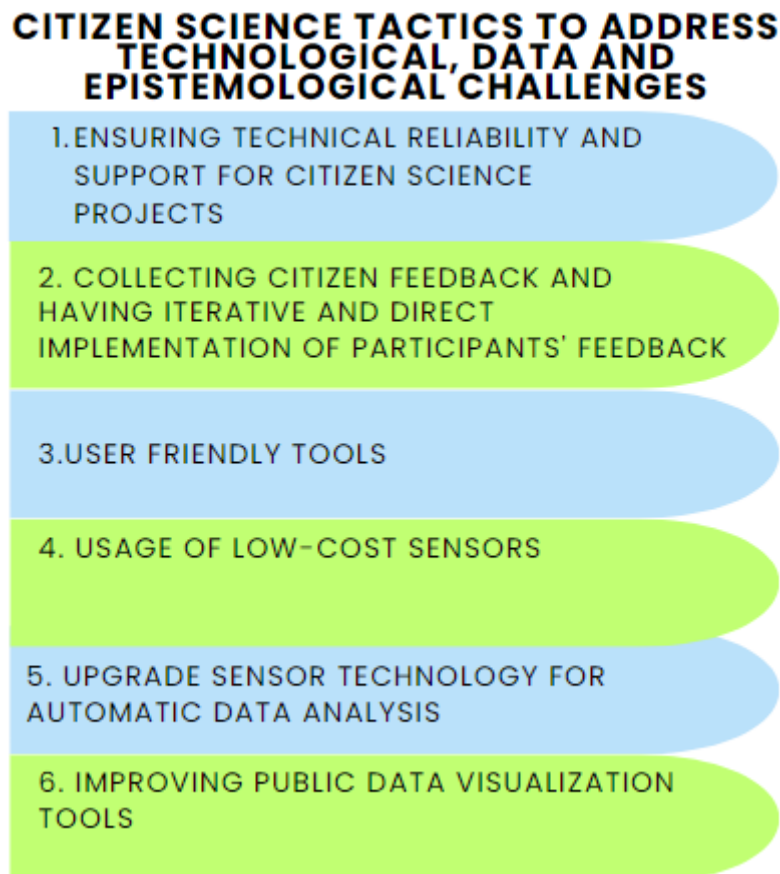 CITIZEN SCIENCE TACTICS TO ADDRESS
TECHNOLOGICAL, DATA AND
EPISTEMOLOGICAL CHALLENGES
1. ENSURING TECHNICAL RELIABILITY AND
SUPPORT FOR CITIZEN SCIENCE
PROJECTS
2. COLLECTING CITIZEN FEEDBACK AND
HAVING ITERATIVE AND DIRECT
IMPLEMENTATION OF PARTICIPANTS' FEEDBACK
3.USER FRIENDLY TOOLS
4. USAGE OF LOW-COST SENSORS
5. UPGRADE SENSOR TECHNOLOGY FOR
AUTOMATIC DATA ANALYSIS
6. IMPROVING PUBLIC DATA VISUALIZATION
TOOLS